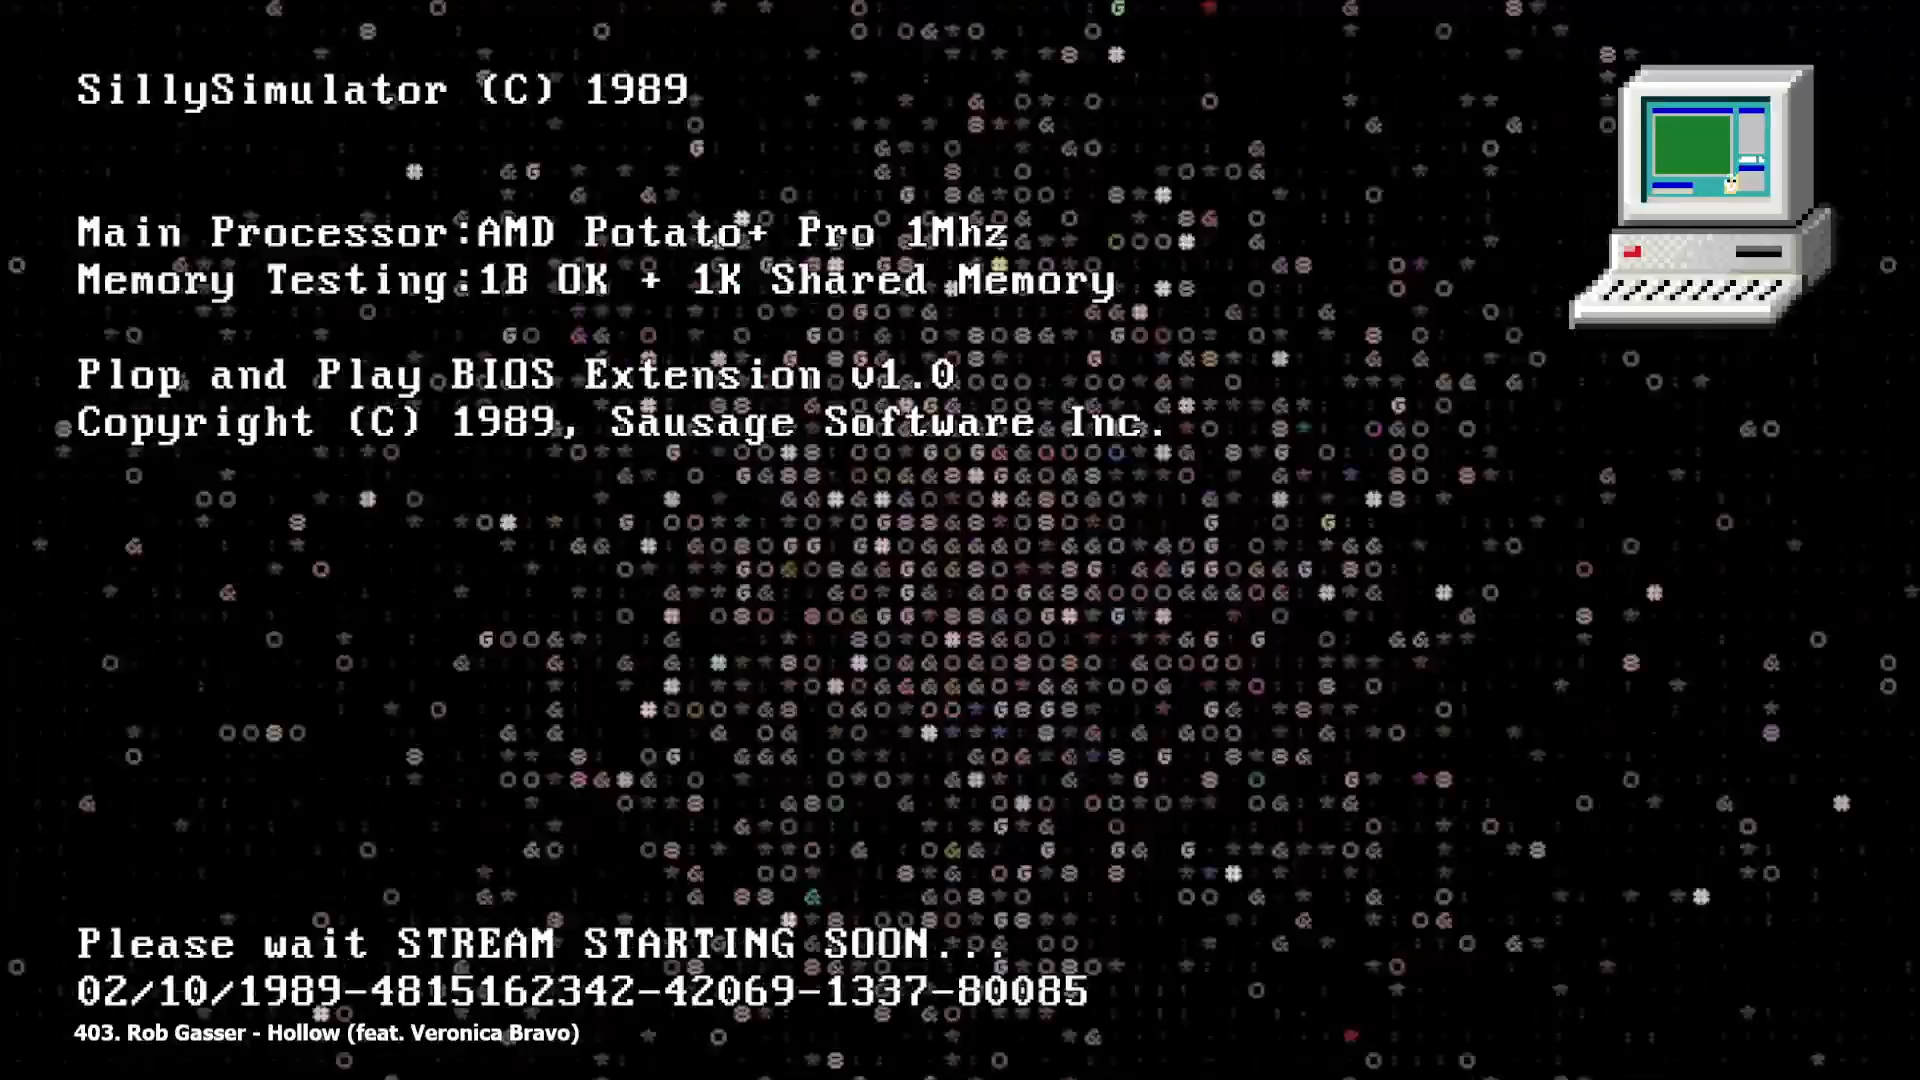 SillySimulator (C) 1989
Main Processor:AMD Potato+ Pro 1Mhz
Memory Testing:1B OK + 1K Shared Memory
Plop and Play BIOS Extension v1.0
Copyright (C) 1989, Sausage Software Inc.
Please wait STREAM STARTING SOON...
02/10/1989-4815162342-42069-1337-80085
403. Rob Gasser - Hollow (feat. Veronica Bravo)